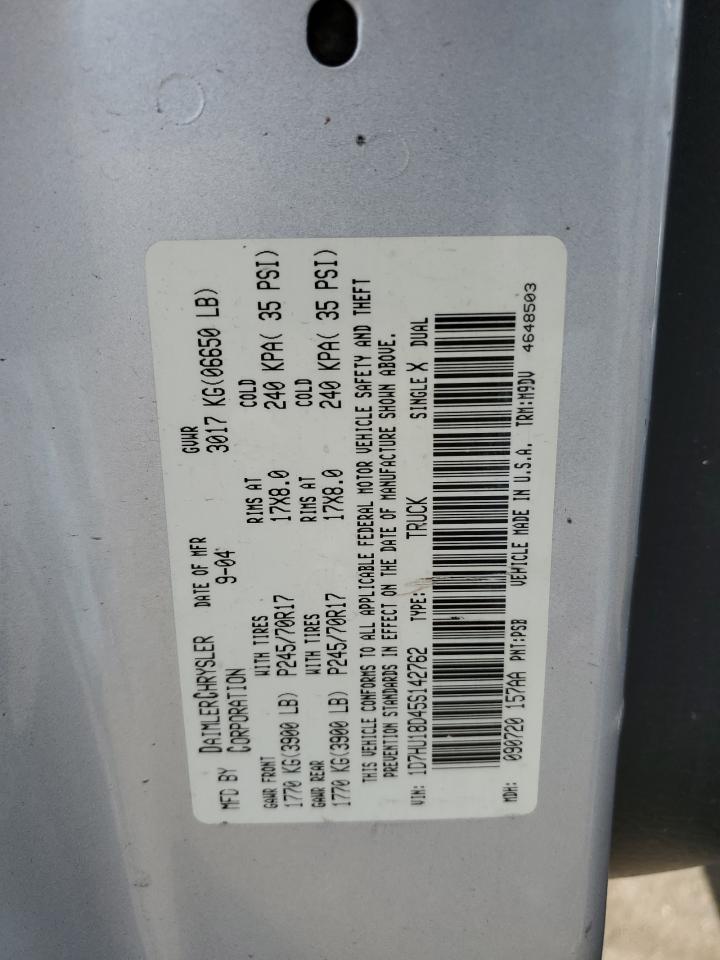 MFD BY DAIMLERCHRYSLER CORPORATION DATE OF MFR 9-04 GVWR 3017 KG(06650 LB)
GAWR FRONT WITH TIRES RIMS AT COLD
1770 KG(3900 LB) P245/70R17 17X8.0 240 KPA( 35 PSI)
GAWR REAR WITH TIRES RIMS AT COLD
1770 KG(3900 LB) P245/70R17 17X8.0 240 KPA( 35 PSI)
THIS VEHICLE CONFORMS TO ALL APPLICABLE FEDERAL MOTOR VEHICLE SAFETY AND THEFT
PREVENTION STANDARDS IN EFFECT ON THE DATE OF MANUFACTURE SHOWN ABOVE.
VIN: 1D7HU18D45S142762 TYPE: TRUCK SINGLE X DUAL
MDH: 090720 157AA PNT:PSB VEHICLE MADE IN U.S.A. TRM:M9DV 4648503